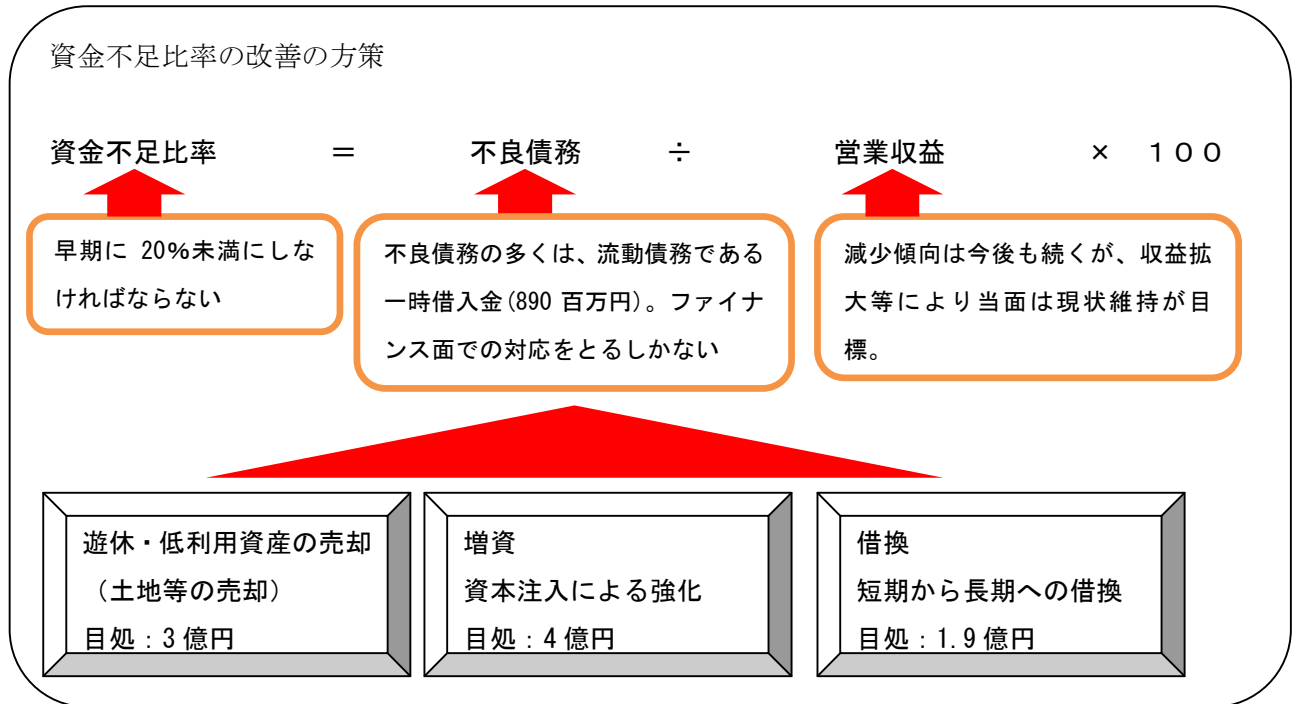 資金不足比率の改善の方策
資金不足比率 ＝ 不良債務 ÷ 営業収益 × １００
早期に 20%未満にしな
ければならない
不良債務の多くは、流動債務である
一時借入金(890 百万円)。ファイナ
ンス面での対応をとるしかない
減少傾向は今後も続くが、収益拡
大等により当面は現状維持が目
標。
遊休・低利用資産の売却
（土地等の売却）
目処：3 億円
増資
資本注入による強化
目処：4 億円
借換
短期から長期への借換
目処：1.9 億円